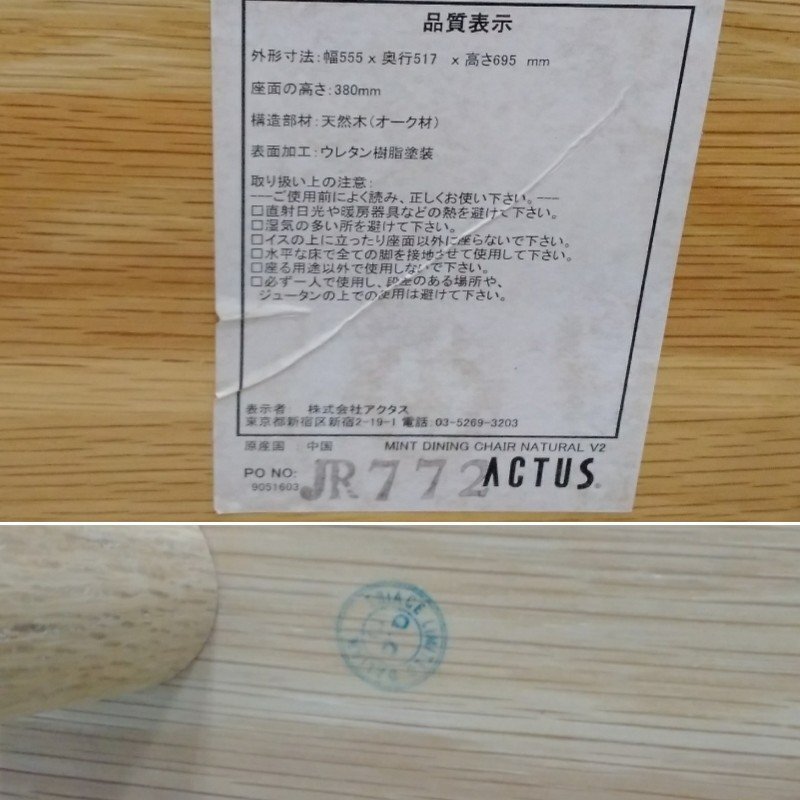 品質表示
外形寸法:幅555 x 奥行517 x 高さ695 mm
座面の高さ:380mm
構造部材:天然木(オーク材)
表面加工:ウレタン樹脂塗装
取り扱い上の注意:
---ご使用前によく読み、正しくお使い下さい。---
□直射日光や暖房器具などの熱を避けて下さい。
□湿気の多い所を避けて下さい。
□イスの上に立ったり座面以外に座らないで下さい。
□水平な床で全ての脚を接地させて使用して下さい。
□座る用途以外で使用しないで下さい。
□必ず一人で使用し、段差のある場所や、
ジュータンの上での使用は避けて下さい。
表示者 株式会社アクタス
東京都新宿区新宿2-19-1 電話 03-5269-3203
原産国 : 中国 MINT DINING CHAIR NATURAL V2
PO NO: JR772 ACTUS
9051603